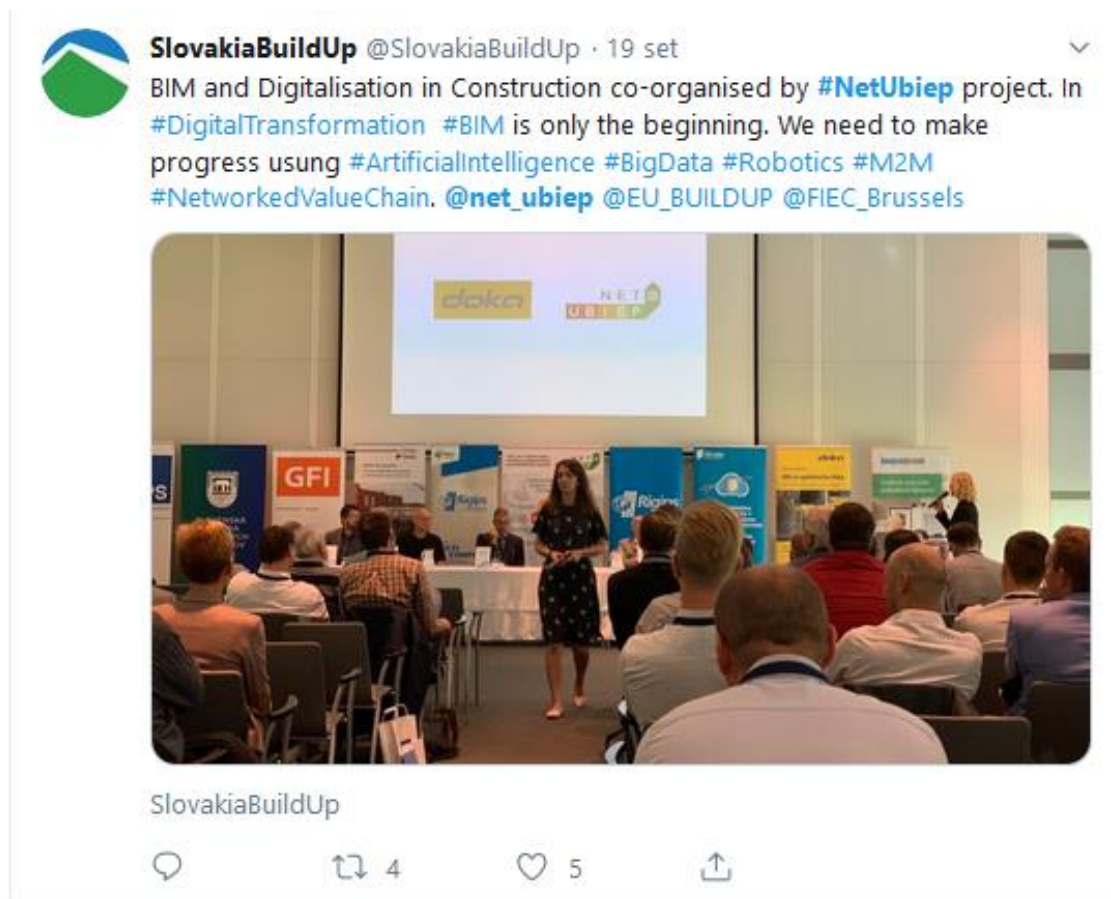 SlovakiaBuildUp @SlovakiaBuildUp · 19 set
BIM and Digitalisation in Construction co-organised by #NetUbiep project. In
#DigitalTransformation #BIM is only the beginning. We need to make
progress usung #ArtificialIntelligence #BigData #Robotics #M2M
#NetworkedValueChain. @net_ubiep @EU_BUILDUP @FIEC_Brussels
doka
NET
UBIEP
GFI
Rigips
Rigips
SlovakiaBuildUp
4
5